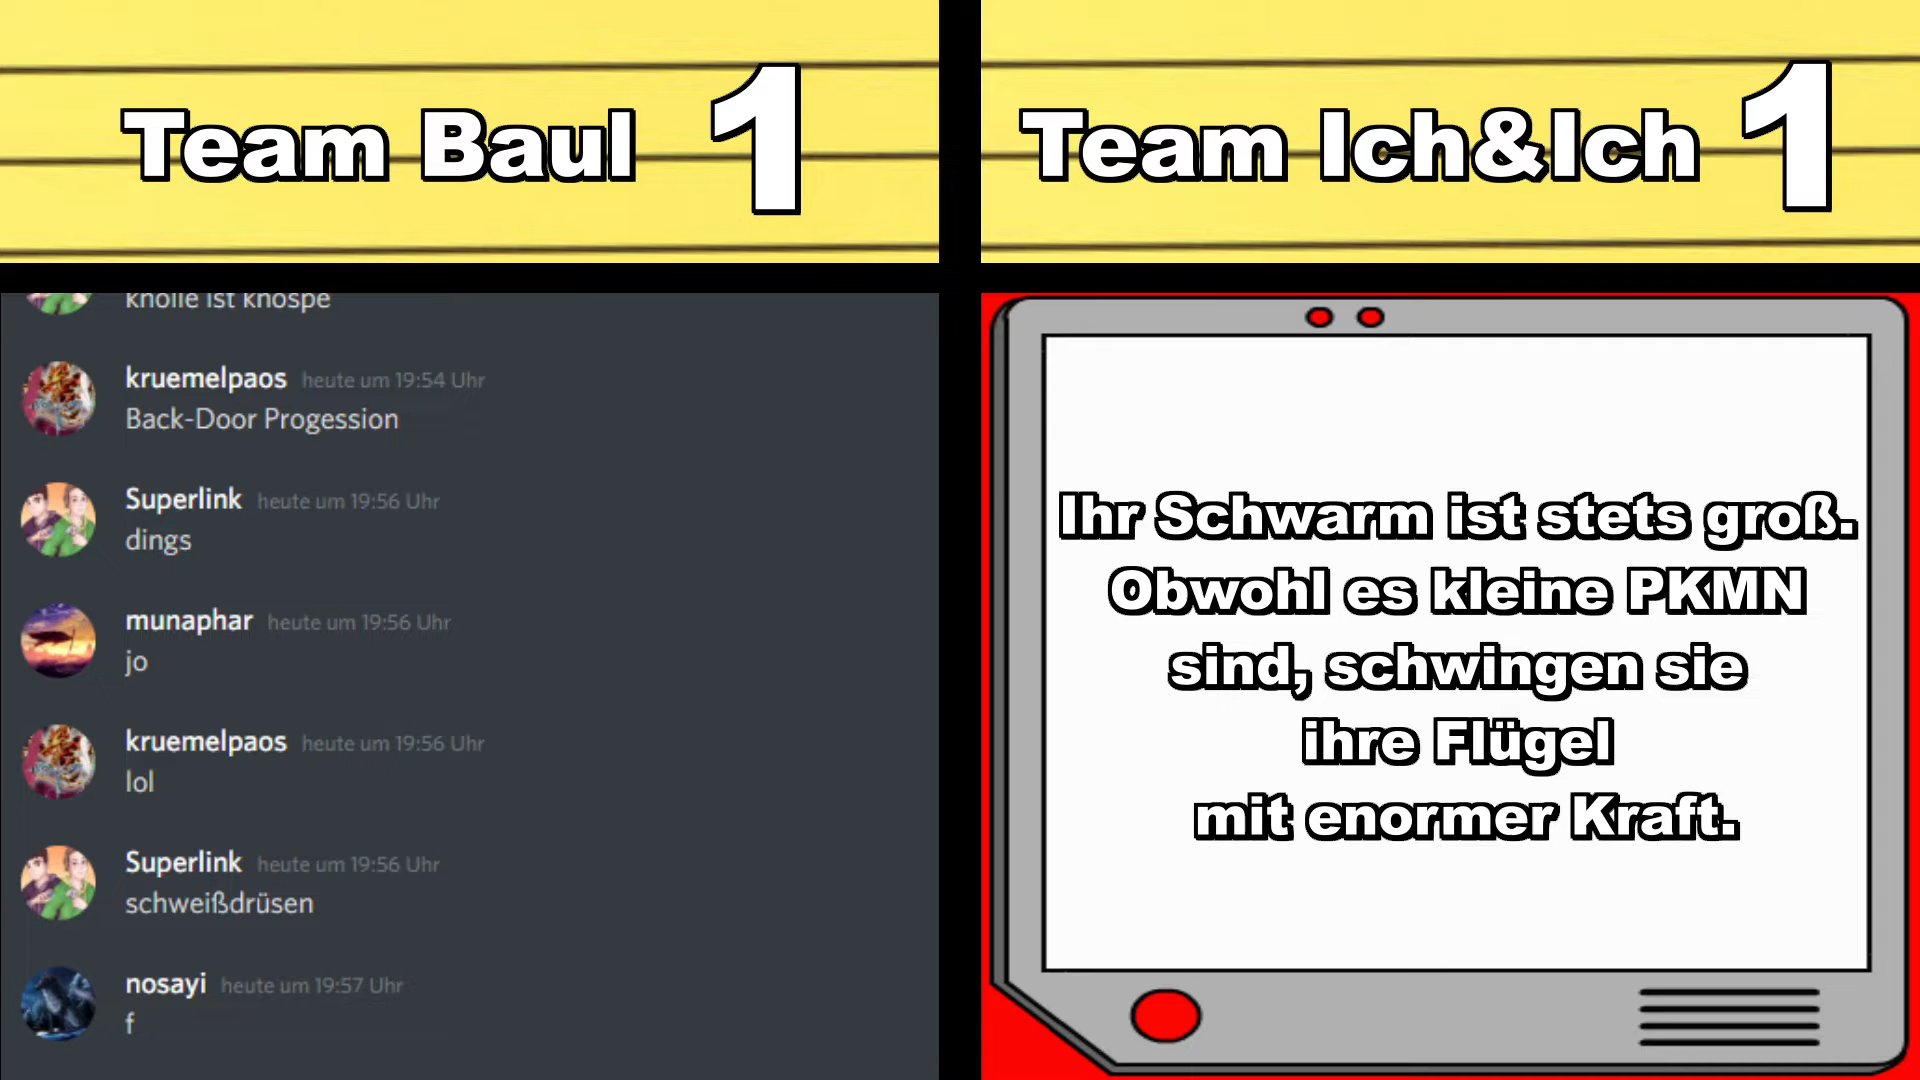 Team Baul 1
Team Ich&Ich 1
knolle ist knospe
kruemelpaos heute um 19:54 Uhr
Back-Door Progession
Superlink heute um 19:56 Uhr
dings
munaphar heute um 19:56 Uhr
jo
kruemelpaos heute um 19:56 Uhr
lol
Superlink heute um 19:56 Uhr
schweißdrüsen
nosayi heute um 19:57 Uhr
f
Ihr Schwarm ist stets groß.
Obwohl es kleine PKMN
sind, schwingen sie
ihre Flügel
mit enormer Kraft.